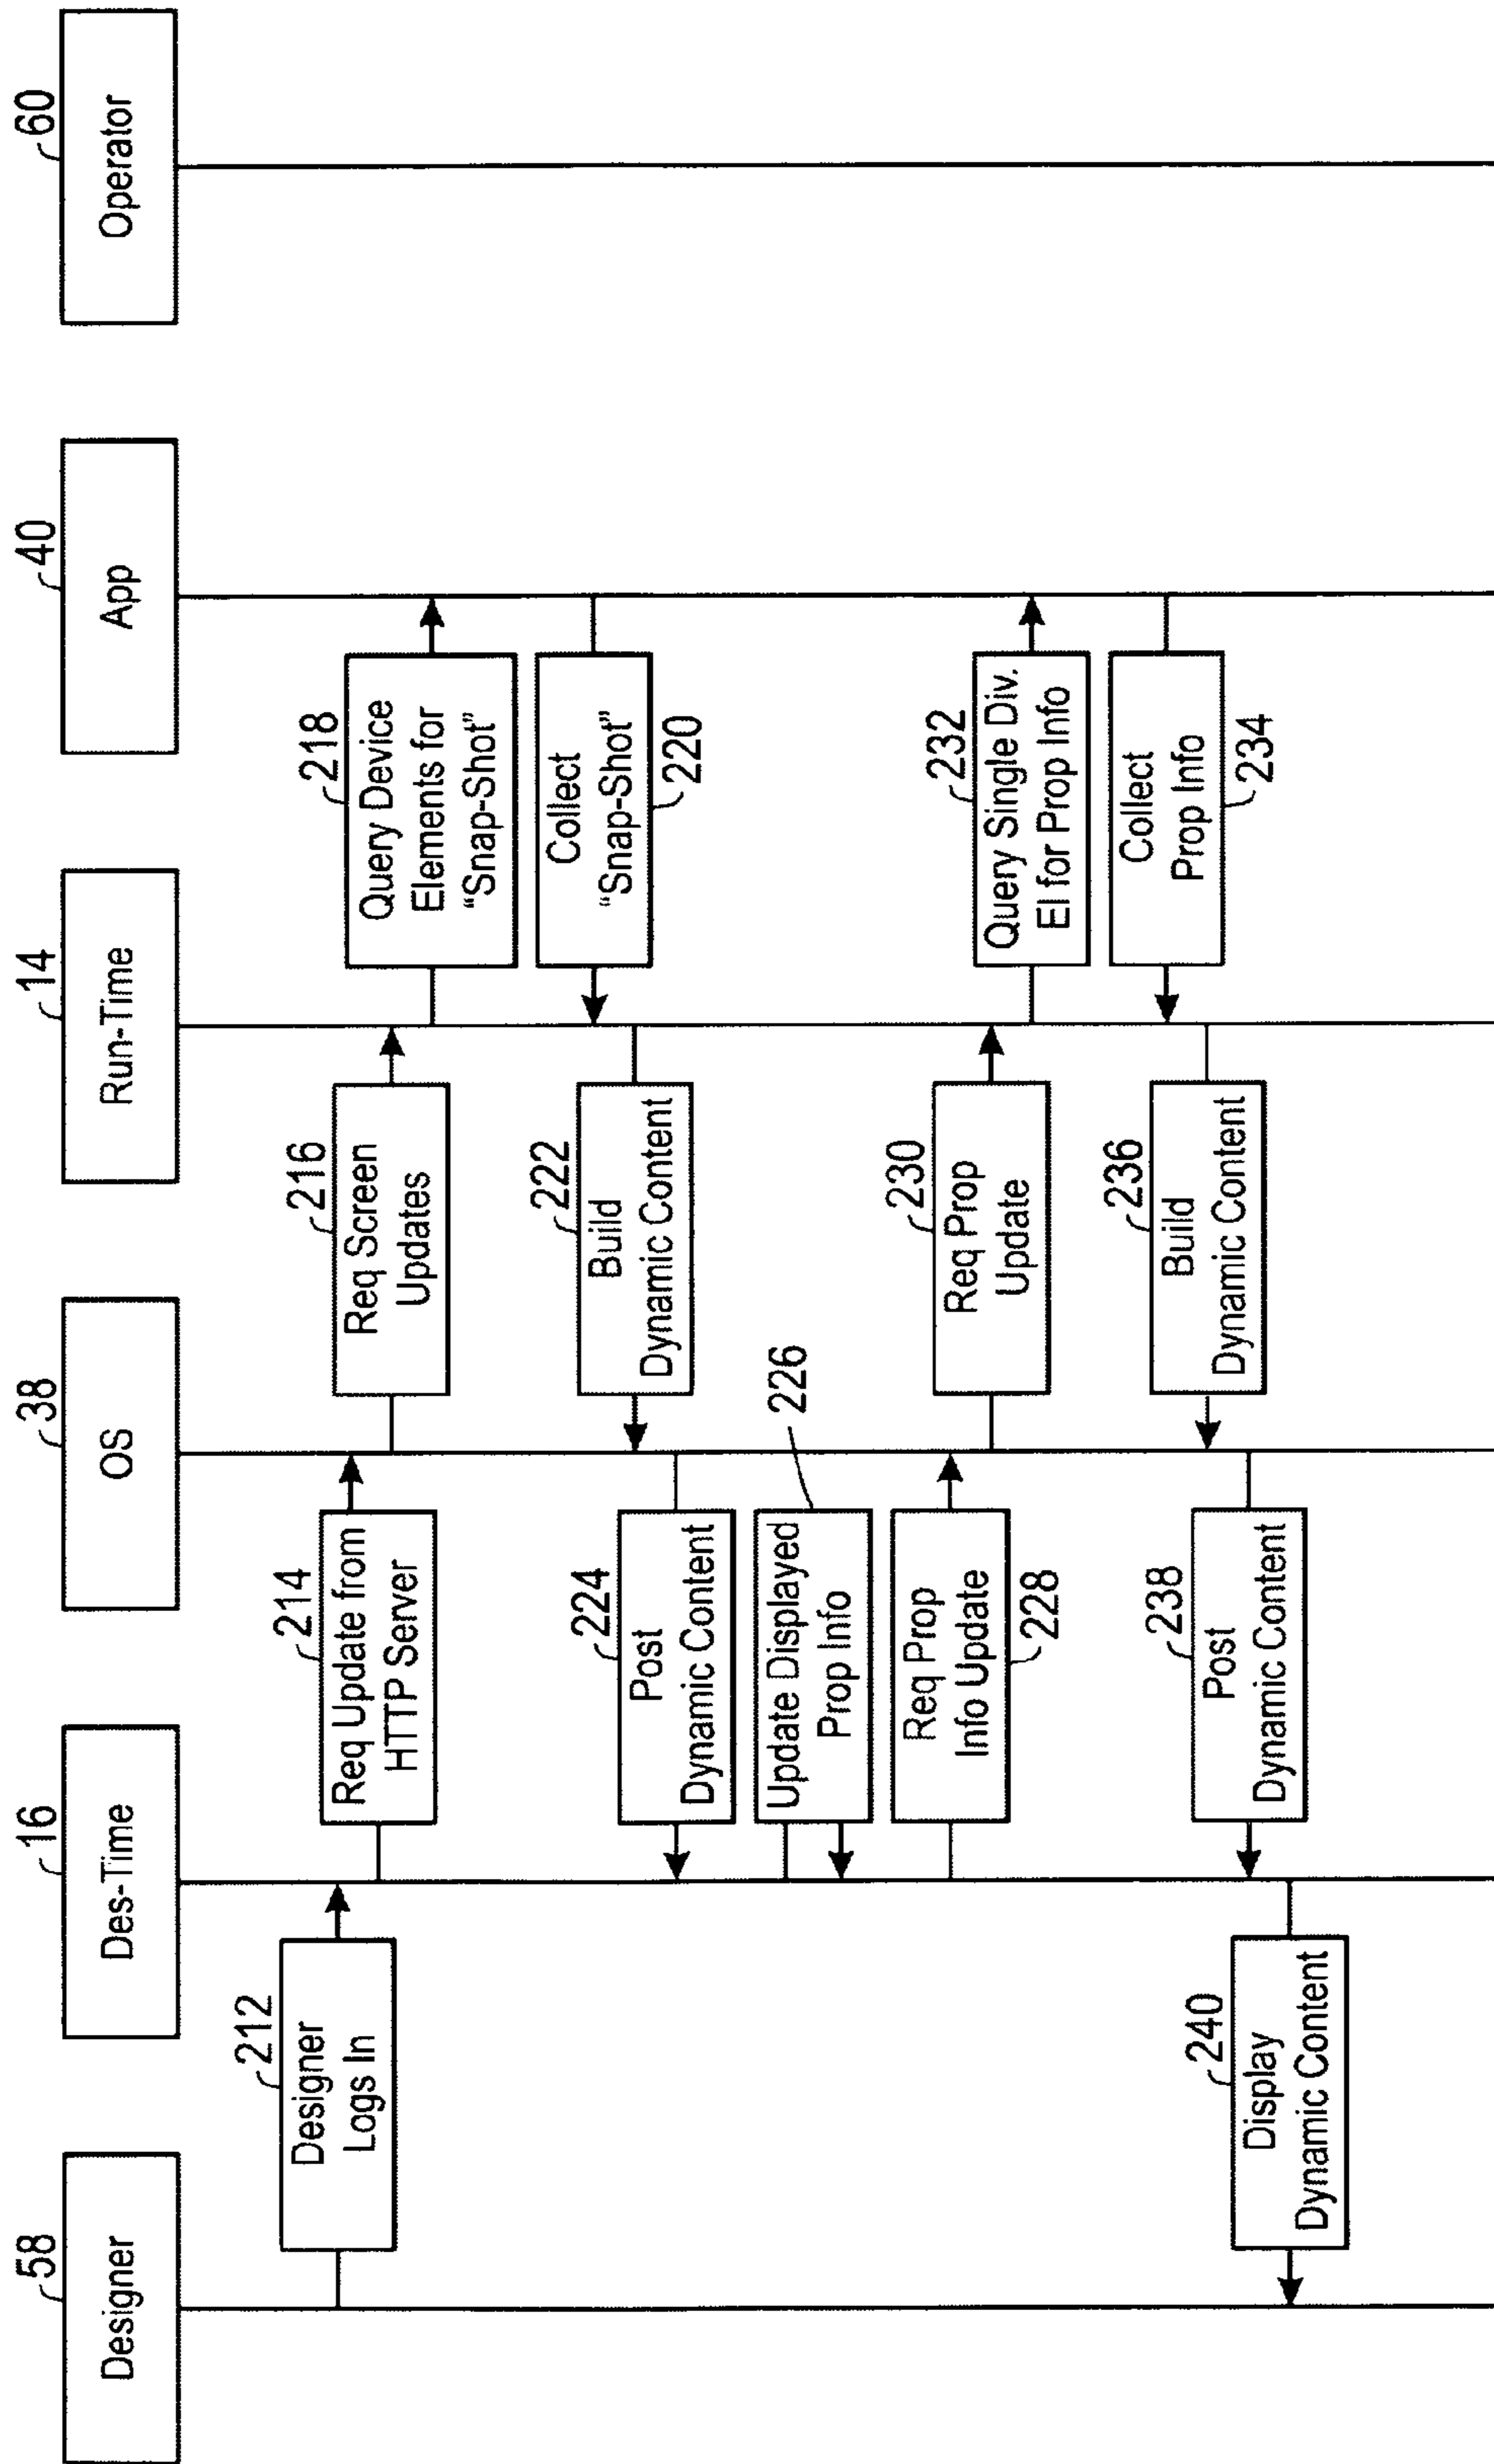 58
Designer
16
Des-Time
38
OS
14
Run-Time
40
App
60
Operator
212
Designer
Logs In
214
Req Update from
HTTP Server
216
Req Screen
Updates
218
Query Device
Elements for
“Snap-Shot”
Collect
“Snap-Shot”
220
222
Build
Dynamic Content
224
Post
Dynamic Content
226
Update Displayed
Prop Info
Req Prop
Info Update
228
230
Req Prop
Update
232
Query Single Div.
El for Prop Info
Collect
Prop Info
234
236
Build
Dynamic Content
238
Post
Dynamic Content
240
Display
Dynamic Content